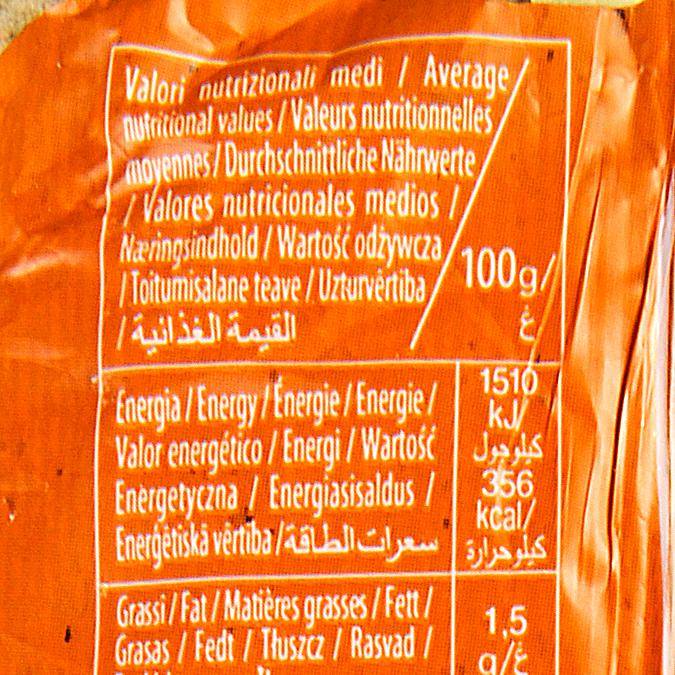 Valori nutrizionali medi / Average
nutritional values / Valeurs nutritionnelles
moyennes / Durchschnittliche Nährwerte
/ Valores nutricionales medios /
Næringsindhold / Wartość odżywcza
/ Toitumisalane teave / Uzturvērtība
/ القيمة الغذائية
100g/
غ
Energia / Energy / Énergie / Energie /
Valor energético / Energi / Wartość
Energetyczna / Energiasisaldus /
Enerģētiskā vērtība / سعرات الطاقة
1510
kJ/
كيلوجول
356
kcal/
كيلوحرارة
Grassi / Fat / Matières grasses / Fett /
Grasas / Fedt / Tłuszcz / Rasvad /
1,5
g/غ